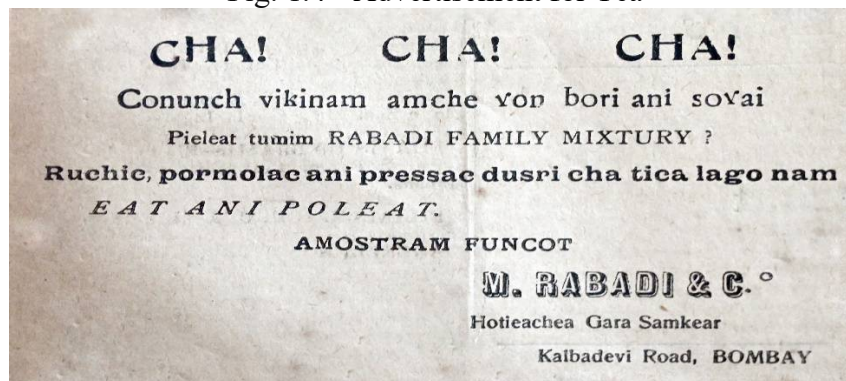 CHA! CHA! CHA!
Conunch vikinam amche von bori ani sovai
Pieleat tumim RABADI FAMILY MIXTURY ?
Ruchic, pormolac ani pressac dusri cha tica lago nam
EAT ANI POLEAT.
AMOSTRAM FUNCOT
M. RABADI & C.º
Hotieachea Gara Samkear
Kalbadevi Road, BOMBAY